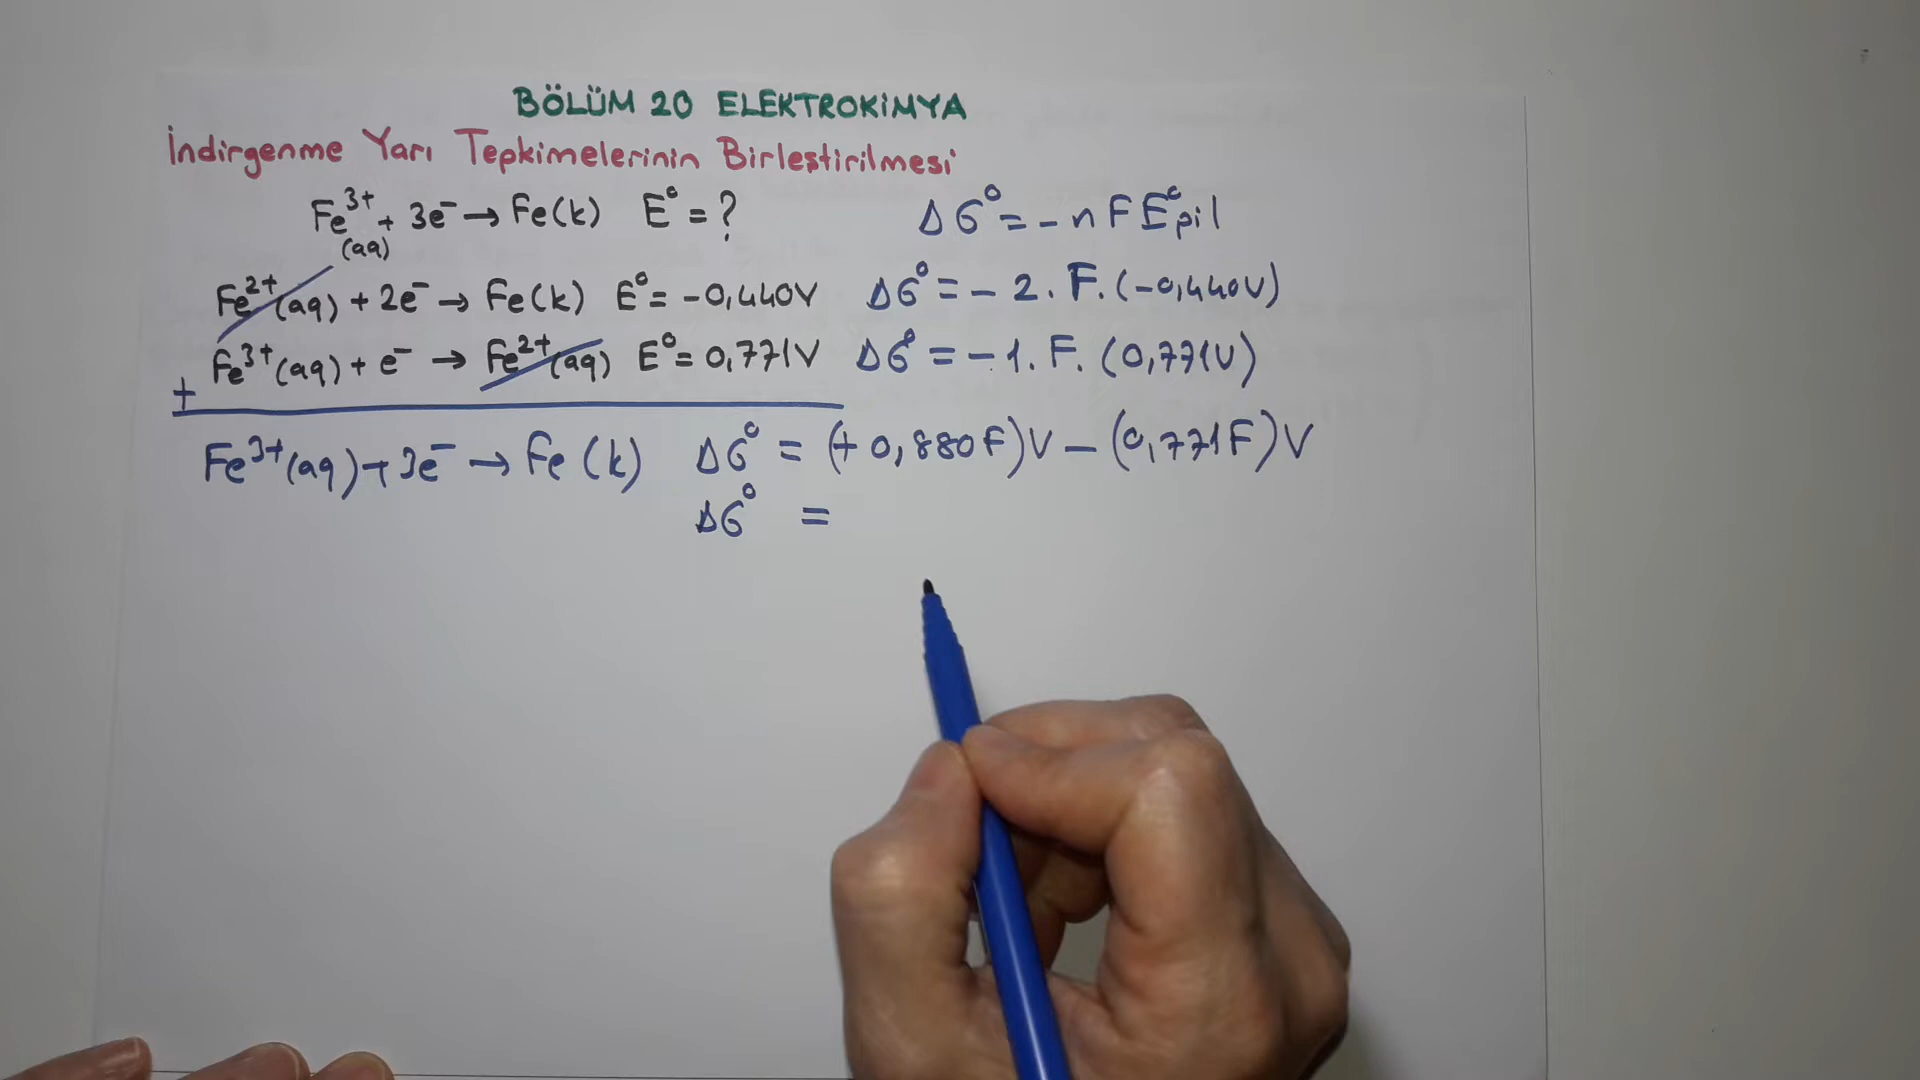 BÖLÜM 20 ELEKTROKİMYA
İndirgenme Yarı Tepkimelerinin Birleştirilmesi
Fe³⁺(aq) + 3e⁻ → Fe(k) E° = ? ΔG° = -nFE°pil
Fe²⁺(aq) + 2e⁻ → Fe(k) E° = -0,440V ΔG° = -2.F.(-0,440V)
Fe³⁺(aq) + e⁻ → Fe²⁺(aq) E° = 0,771V ΔG° = -1.F.(0,771V)
+
Fe³⁺(aq) + 3e⁻ → Fe(k) ΔG° = (+0,880F)V - (0,771F)V
ΔG° =